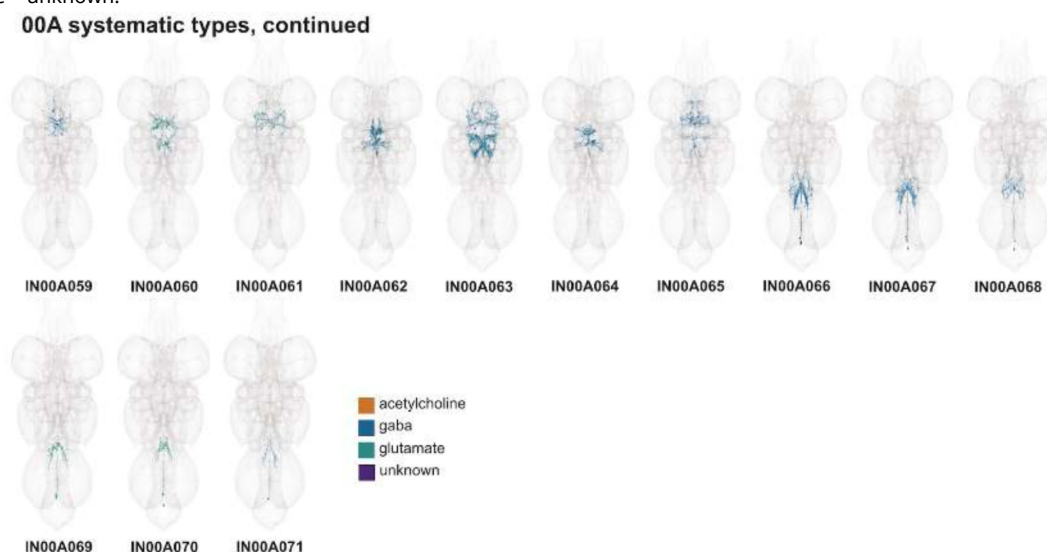 unknown.
00A systematic types, continued
IN00A059 IN00A060 IN00A061 IN00A062 IN00A063 IN00A064 IN00A065 IN00A066 IN00A067 IN00A068
acetylcholine
gaba
glutamate
unknown
IN00A069 IN00A070 IN00A071